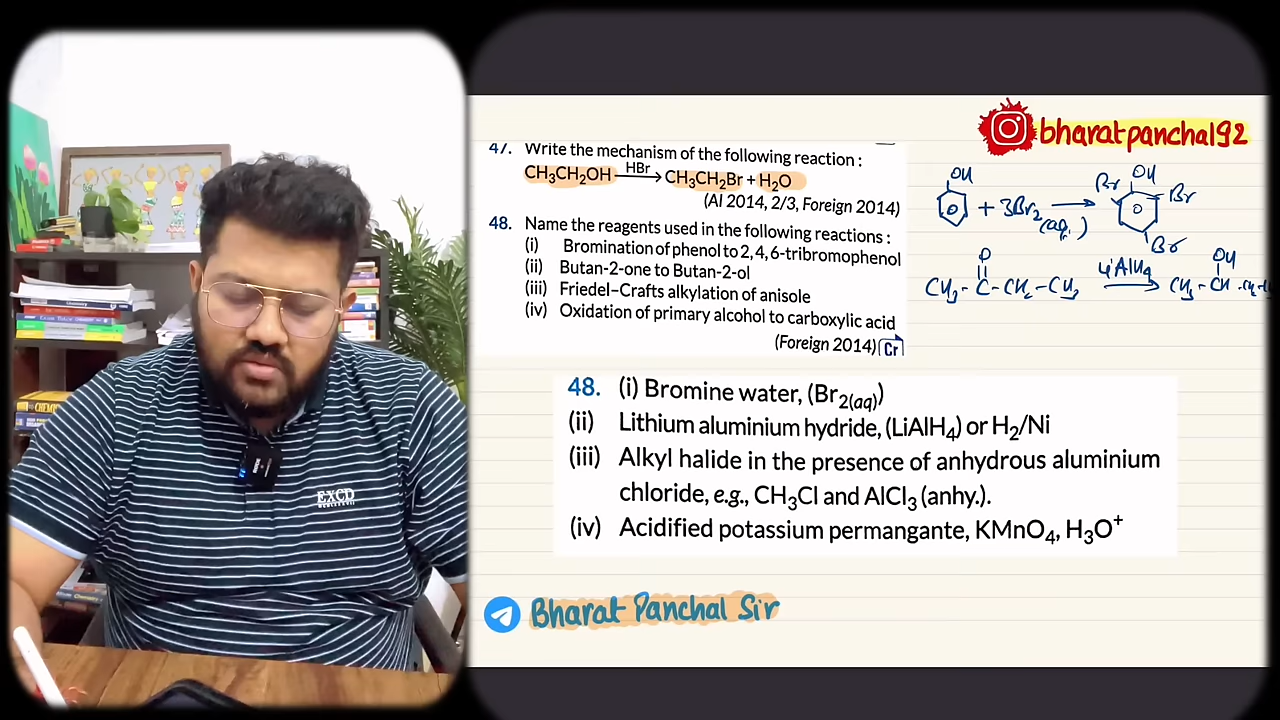 bharatpanchal92
47. Write the mechanism of the following reaction :
CH₃CH₂OH —HBr→ CH₃CH₂Br + H₂O
(AI 2014, 2/3, Foreign 2014)
48. Name the reagents used in the following reactions :
(i) Bromination of phenol to 2, 4, 6-tribromophenol
(ii) Butan-2-one to Butan-2-ol
(iii) Friedel–Crafts alkylation of anisole
(iv) Oxidation of primary alcohol to carboxylic acid
(Foreign 2014) Cr
OH
+ 3Br₂ (aq.) →
OH
Br
Br
Br
O
CH₃-C-CH₂-CH₃ —LiAlH₄→ CH₃-CH
OH
48. (i) Bromine water, (Br₂(aq))
(ii) Lithium aluminium hydride, (LiAlH₄) or H₂/Ni
(iii) Alkyl halide in the presence of anhydrous aluminium
chloride, e.g., CH₃Cl and AlCl₃ (anhy.).
(iv) Acidified potassium permangante, KMnO₄, H₃O⁺
Bharat Panchal Sir
EXCD